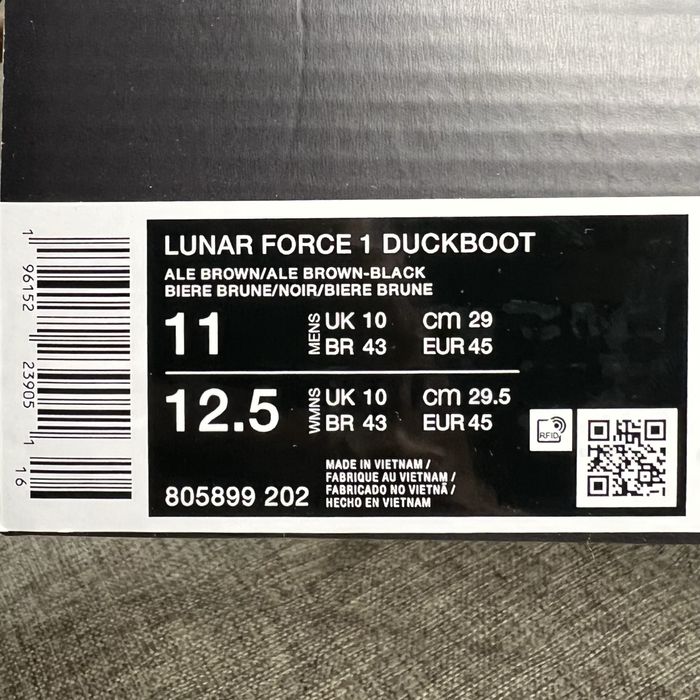 LUNAR FORCE 1 DUCKBOOT
ALE BROWN/ALE BROWN-BLACK
BIERE BRUNE/NOIR/BIERE BRUNE
11
MENS
UK 10 cm 29
BR 43 EUR 45
12.5
WMNS
UK 10 cm 29.5
BR 43 EUR 45
805899 202
MADE IN VIETNAM /
FABRIQUE AU VIETNAM /
FABRICADO NO VIETNÃ /
HECHO EN VIETNAM
RFID
1 96152 23905 1 16